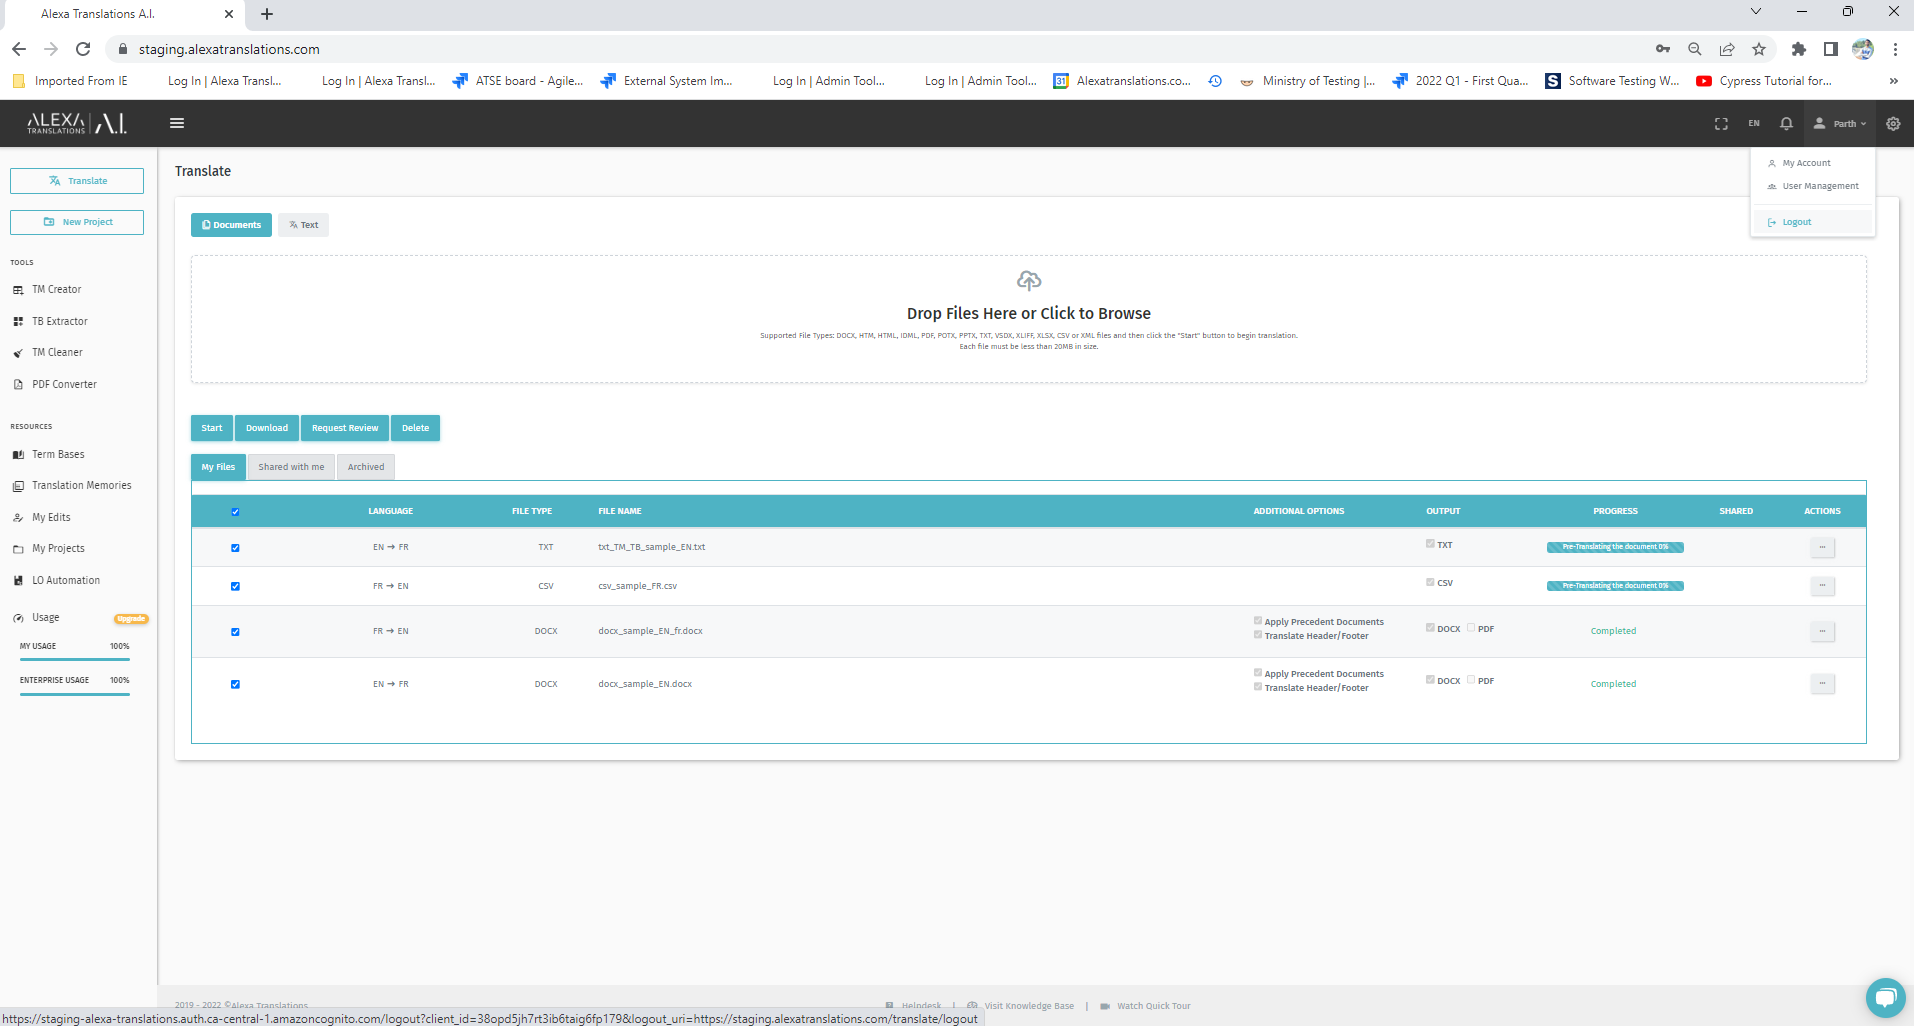 Alexa Translations A.I.
staging.alexatranslations.com
Imported From IE
Log In | Alexa Transl...
Log In | Alexa Transl...
ATSE board - Agile...
External System Im...
Log In | Admin Tool...
Log In | Admin Tool...
31
Alexatranslations.co...
Ministry of Testing |...
2022 Q1 - First Qua...
S
Software Testing W...
Cypress Tutorial for...
»
ALEXA TRANSLATIONS | A.I.
EN
Parth
My Account
User Management
Logout
Translate
New Project
TOOLS
TM Creator
TB Extractor
TM Cleaner
PDF Converter
RESOURCES
Term Bases
Translation Memories
My Edits
My Projects
LO Automation
Usage
Upgrade
MY USAGE 100%
ENTERPRISE USAGE 100%
Translate
Documents
Text
Drop Files Here or Click to Browse
Supported File Types: DOCX, HTM, HTML, IDML, PDF, POTX, PPTX, TXT, VSDX, XLIFF, XLSX, CSV or XML files and then click the "Start" button to begin translation.
Each file must be less than 20MB in size.
Start
Download
Request Review
Delete
My Files
Shared with me
Archived
LANGUAGE FILE TYPE FILE NAME ADDITIONAL OPTIONS OUTPUT PROGRESS SHARED ACTIONS
EN → FR TXT txt_TM_TB_sample_EN.txt TXT Pre-Translating the document 0% ...
FR → EN CSV csv_sample_FR.csv CSV Pre-Translating the document 0% ...
FR → EN DOCX docx_sample_EN_fr.docx Apply Precedent Documents DOCX PDF Completed ...
Translate Header/Footer
EN → FR DOCX docx_sample_EN.docx Apply Precedent Documents DOCX PDF Completed ...
Translate Header/Footer
2019 - 2022 ©Alexa Translations
Helpdesk | Visit Knowledge Base | Watch Quick Tour
https://staging-alexa-translations.auth.ca-central-1.amazoncognito.com/logout?client_id=38opd5jh7rt3ib6taig6fp179&logout_uri=https://staging.alexatranslations.com/translate/logout